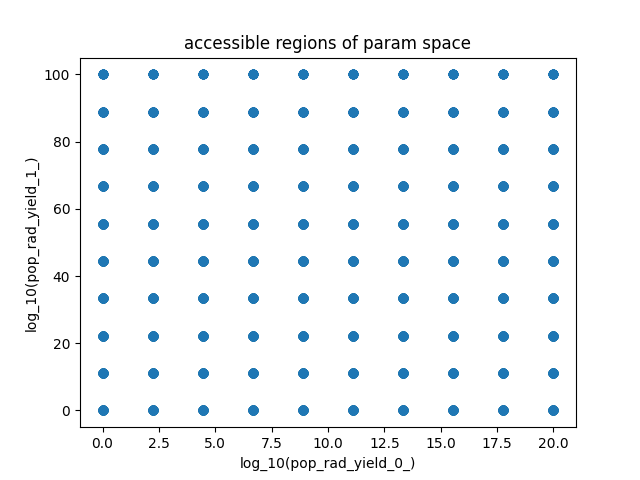 accessible regions of param space
100
80
60
40
20
0
log_10(pop_rad_yield_1_)
0.0 2.5 5.0 7.5 10.0 12.5 15.0 17.5 20.0
log_10(pop_rad_yield_0_)